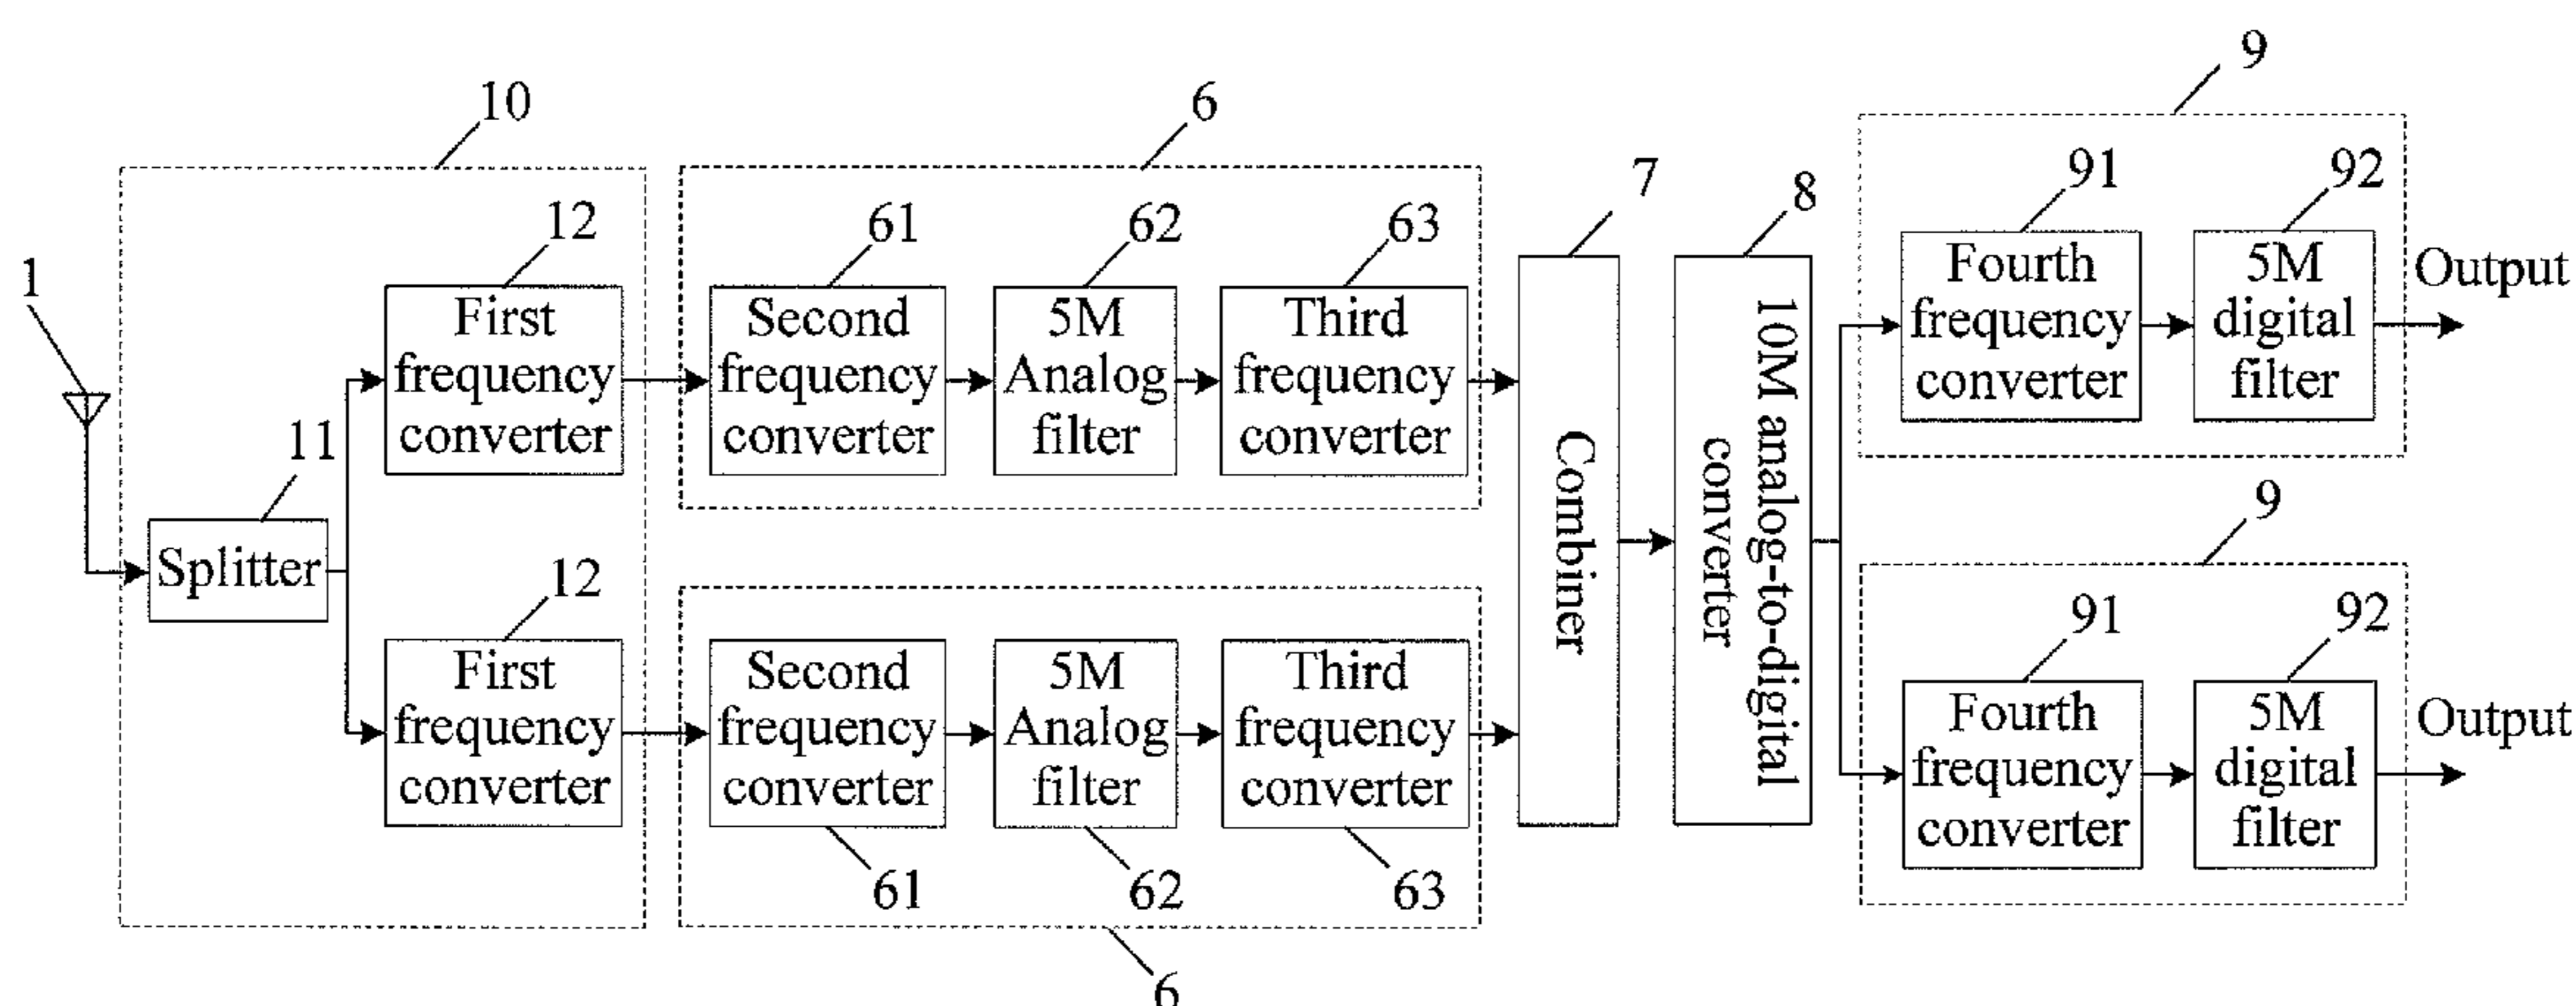 10
6
9
1
12
61
62
63
7
8
91
92
First
frequency
converter
Second
frequency
converter
5M
Analog
filter
Third
frequency
converter
Fourth
frequency
converter
5M
digital
filter
Output
11
Splitter
Combiner
10M analog-to-digital
converter
12
First
frequency
converter
Second
frequency
converter
5M
Analog
filter
Third
frequency
converter
61
62
63
6
9
91
92
Fourth
frequency
converter
5M
digital
filter
Output